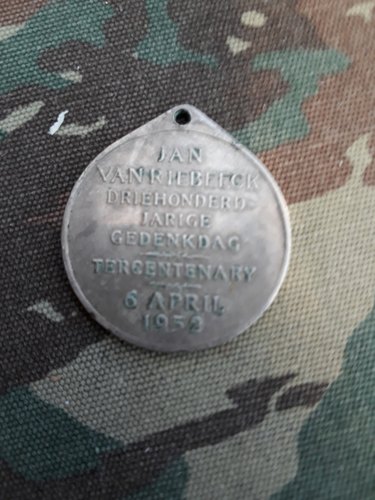 JAN
VAN RIEBEECK
DRIEHONDERD-
JARIGE
GEDENKDAG
TERCENTENARY
6 APRIL
1952